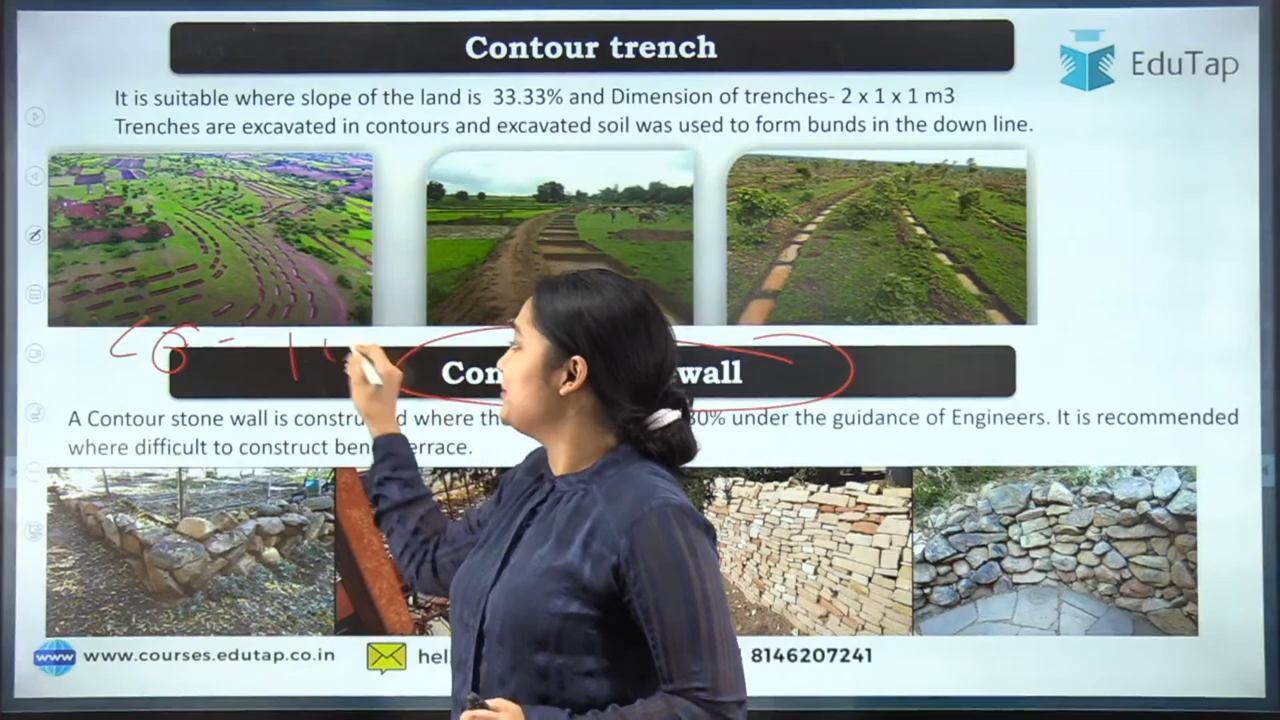 Contour trench
EduTap
It is suitable where slope of the land is 33.33% and Dimension of trenches- 2 x 1 x 1 m3
Trenches are excavated in contours and excavated soil was used to form bunds in the down line.
Con wall
A Contour stone wall is constru d where th 30% under the guidance of Engineers. It is recommended
where difficult to construct ben errace.
www www.courses.edutap.co.in hel 8146207241